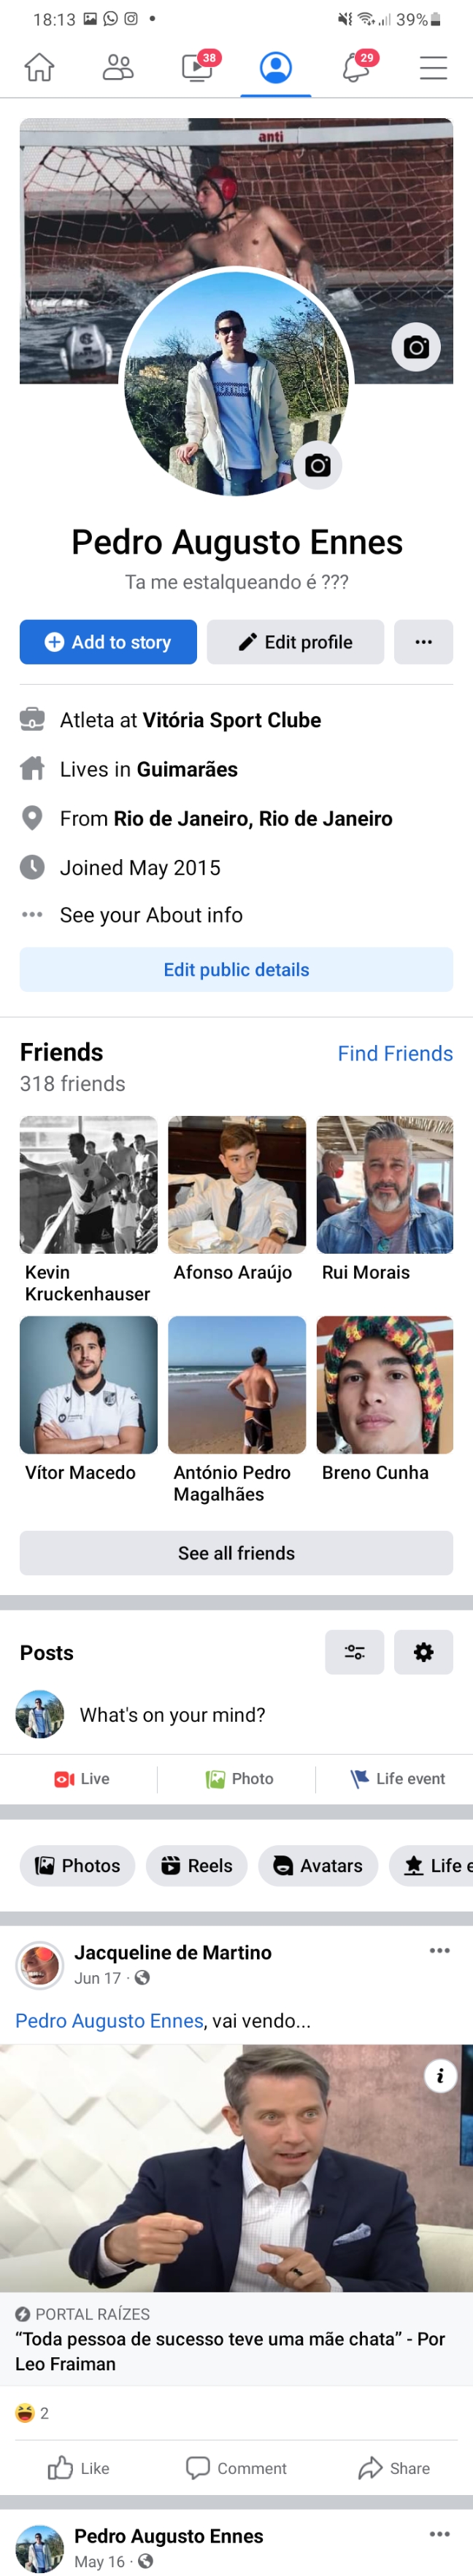 18:13
39%
38
29
anti
Pedro Augusto Ennes
Ta me estalqueando é ???
Add to story
Edit profile
Atleta at Vitória Sport Clube
Lives in Guimarães
From Rio de Janeiro, Rio de Janeiro
Joined May 2015
See your About info
Edit public details
Friends
Find Friends
318 friends
Kevin
Kruckenhauser
Afonso Araújo
Rui Morais
Vítor Macedo
António Pedro
Magalhães
Breno Cunha
See all friends
Posts
What's on your mind?
Live
Photo
Life event
Photos
Reels
Avatars
Life e
Jacqueline de Martino
Jun 17 ·
Pedro Augusto Ennes, vai vendo...
PORTAL RAÍZES
“Toda pessoa de sucesso teve uma mãe chata” - Por
Leo Fraiman
2
Like
Comment
Share
Pedro Augusto Ennes
May 16 ·